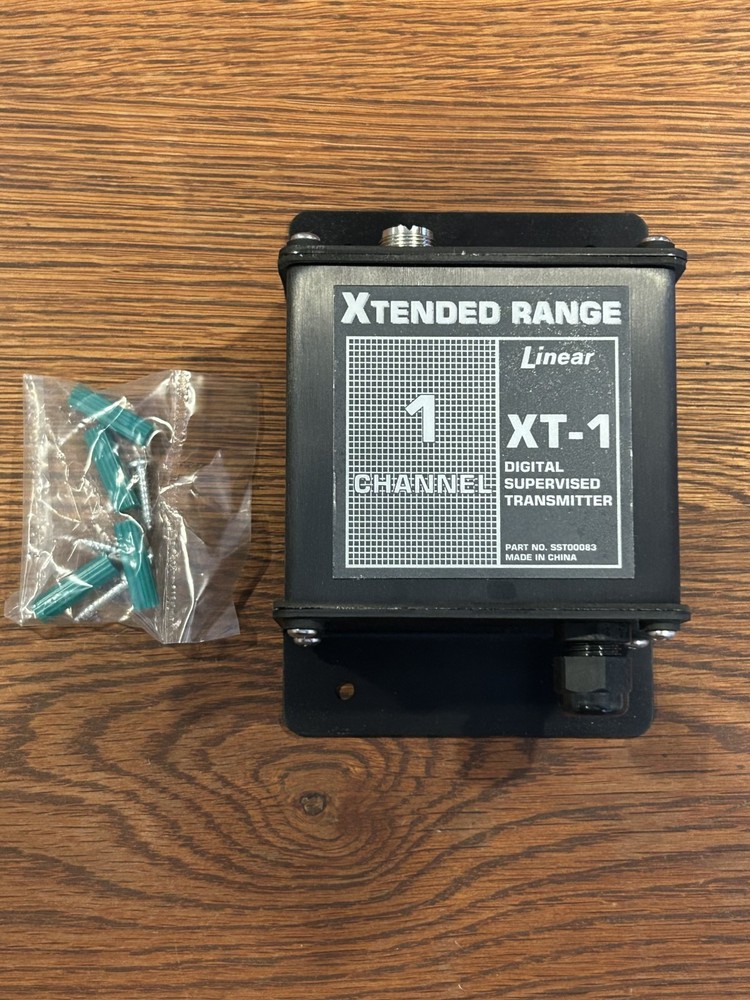 XTENDED RANGE
Linear
1
XT-1
CHANNEL
DIGITAL
SUPERVISED
TRANSMITTER
PART NO. SST00083
MADE IN CHINA